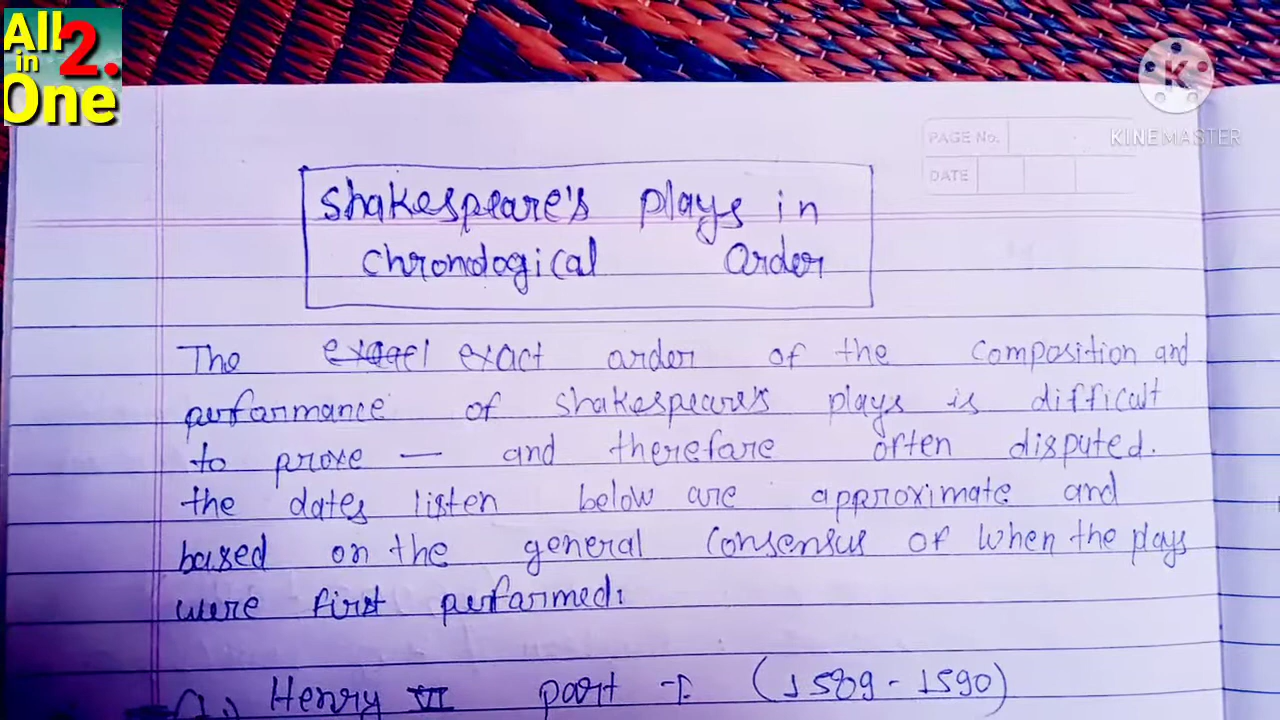 All
in 2.
One
KINEMASTER
PAGE No.
DATE
Shakespeare's plays in
chronological Order
The exact order of the composition and
performance of shakespeare's plays is difficult
to prove — and therefore often disputed.
the dates listen below are approximate and
based on the general consensus of when the plays
were first performed.
Henry VI part I (1589-1590)